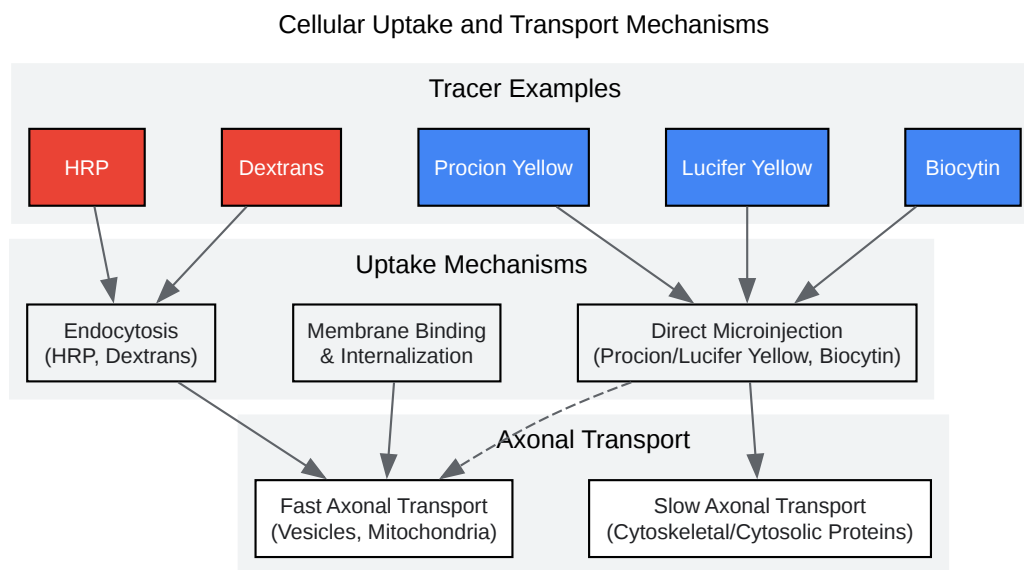 Cellular Uptake and Transport Mechanisms
Tracer Examples
HRP
Dextrans
Procion Yellow
Lucifer Yellow
Biocytin
Uptake Mechanisms
Endocytosis
(HRP, Dextrans)
Membrane Binding
& Internalization
Direct Microinjection
(Procion/Lucifer Yellow, Biocytin)
Axonal Transport
Fast Axonal Transport
(Vesicles, Mitochondria)
Slow Axonal Transport
(Cytoskeletal/Cytosolic Proteins)